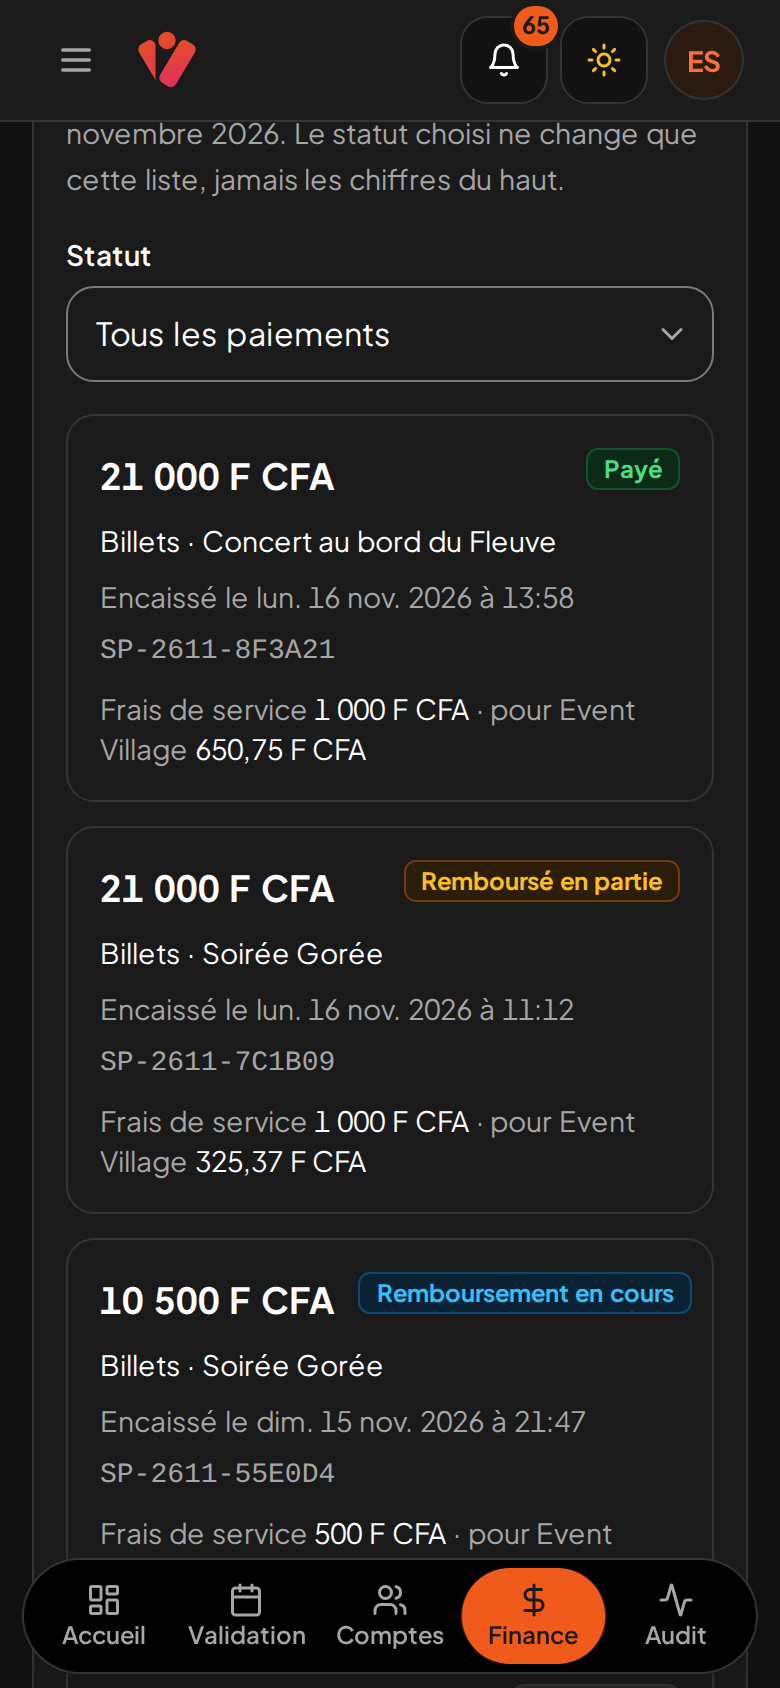 65
ES
novembre 2026. Le statut choisi ne change que
cette liste, jamais les chiffres du haut.
Statut
Tous les paiements
21 000 F CFA
Payé
Billets · Concert au bord du Fleuve
Encaissé le lun. 16 nov. 2026 à 13:58
SP-2611-8F3A21
Frais de service 1 000 F CFA · pour Event
Village 650,75 F CFA
21 000 F CFA
Remboursé en partie
Billets · Soirée Gorée
Encaissé le lun. 16 nov. 2026 à 11:12
SP-2611-7C1B09
Frais de service 1 000 F CFA · pour Event
Village 325,37 F CFA
10 500 F CFA
Remboursement en cours
Billets · Soirée Gorée
Encaissé le dim. 15 nov. 2026 à 21:47
SP-2611-55E0D4
Frais de service 500 F CFA · pour Event
Accueil
Validation
Comptes
Finance
Audit